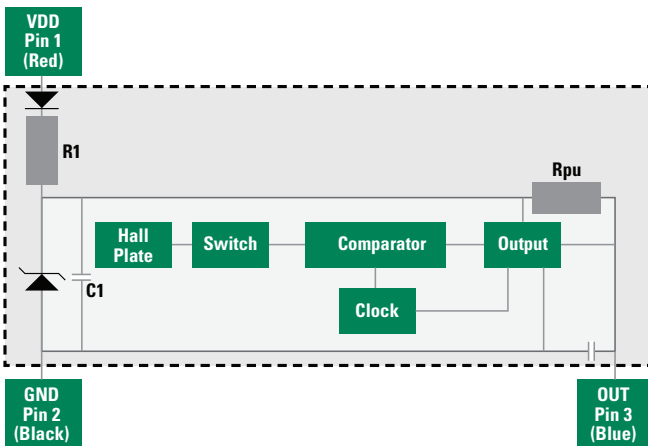 VDD
Pin 1
(Red)
R1
Rpu
Hall
Plate
Switch
Comparator
Output
C1
Clock
GND
Pin 2
(Black)
OUT
Pin 3
(Blue)